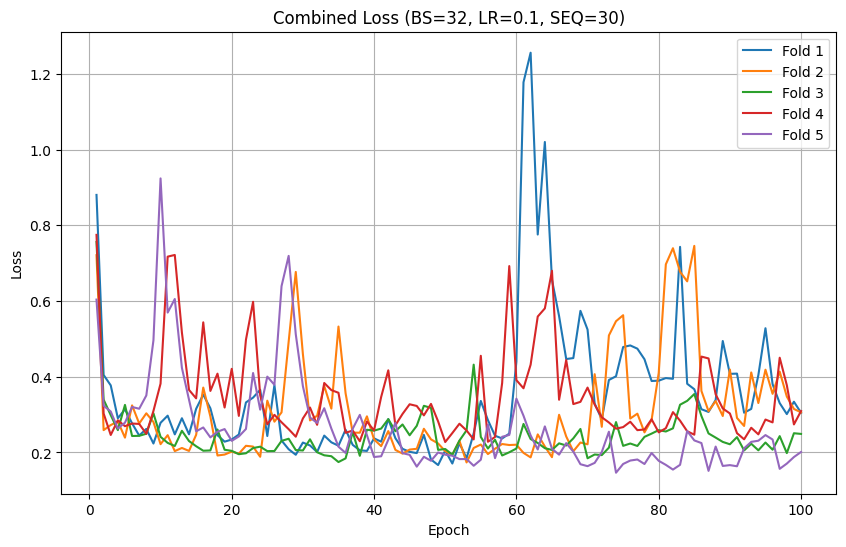 Combined Loss (BS=32, LR=0.1, SEQ=30)
Fold 1
Fold 2
Fold 3
Fold 4
Fold 5
Loss
1.2
1.0
0.8
0.6
0.4
0.2
0 20 40 60 80 100
Epoch